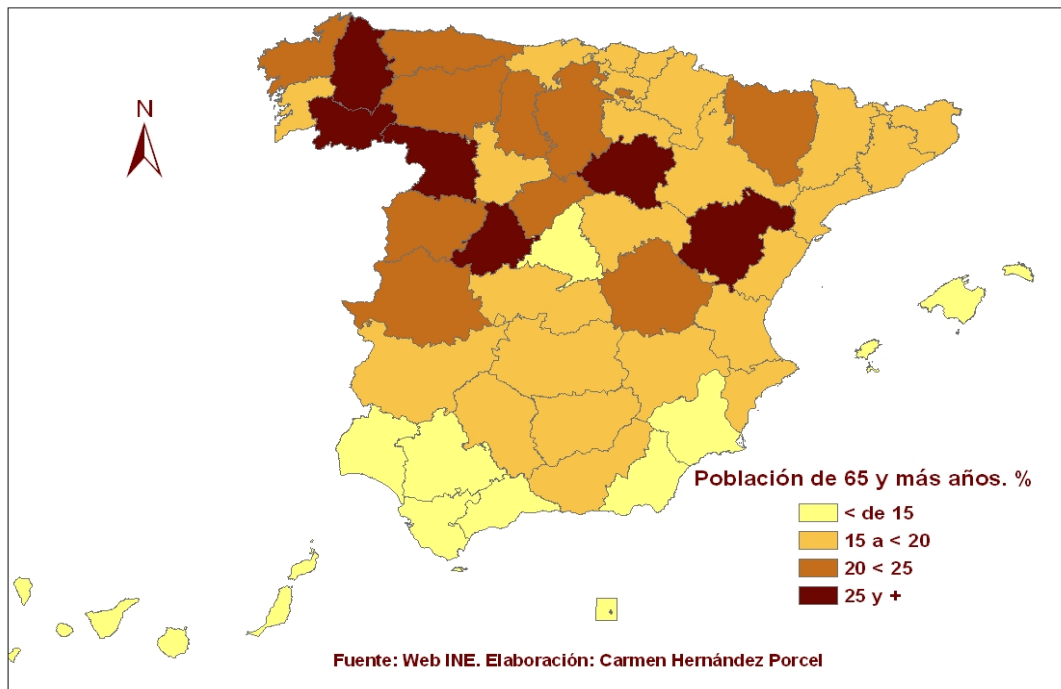 N
Población de 65 y más años. %
< de 15
15 a < 20
20 < 25
25 y +
Fuente: Web INE. Elaboración: Carmen Hernández Porcel